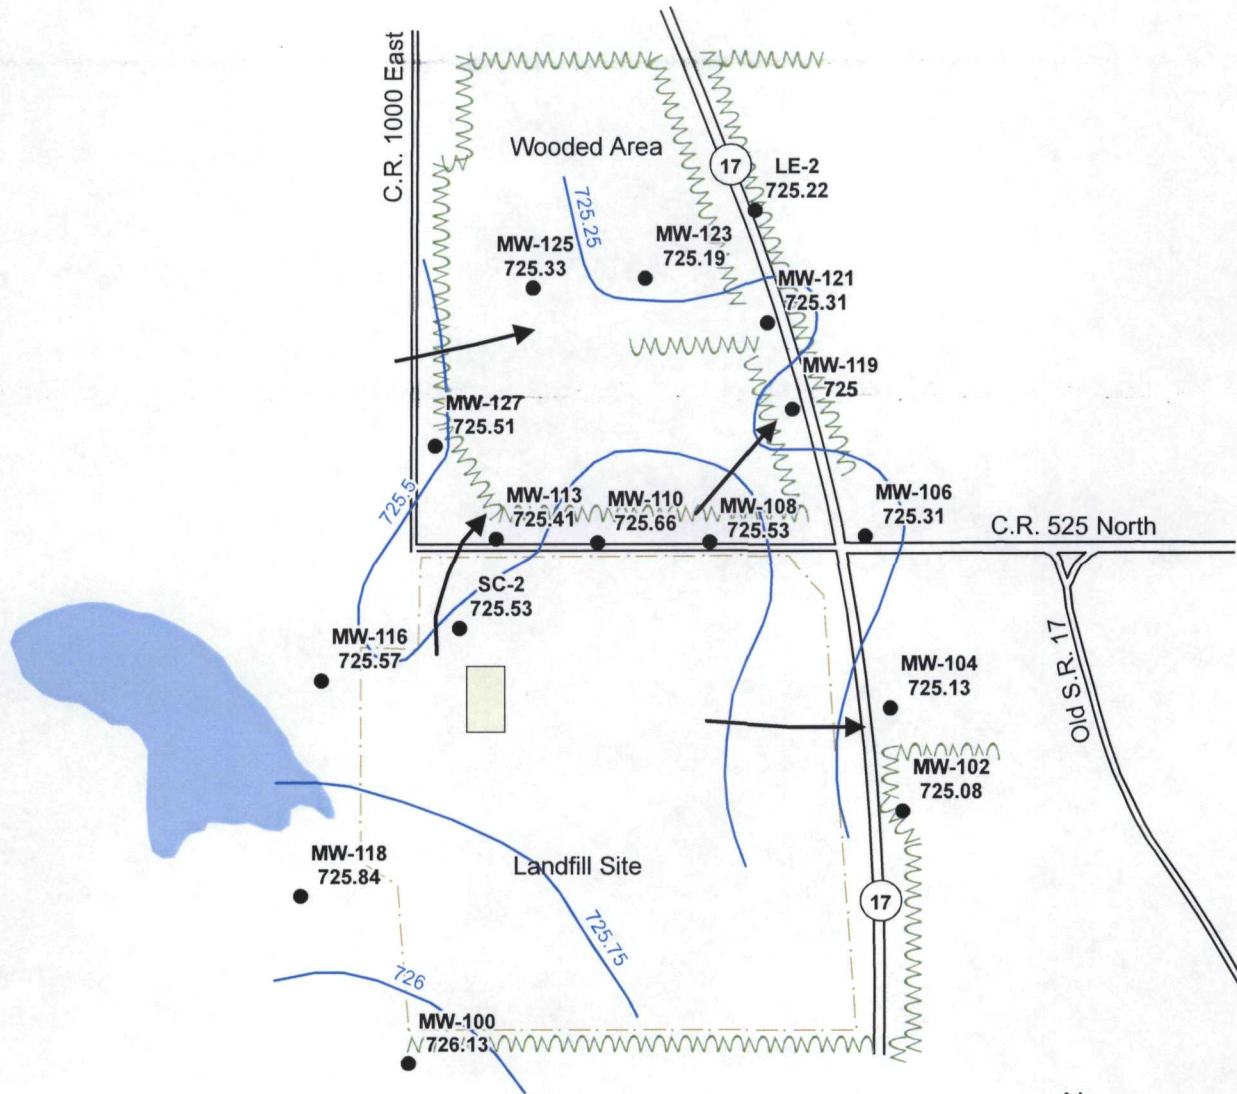 C.R. 1000 East
Wooded Area
17
LE-2
725.22
725.25
MW-125
725.33
MW-123
725.19
MW-121
725.31
MW-119
725
MW-127
725.51
725.5
MW-113
725.41
MW-110
725.66
MW-108
725.53
MW-106
725.31
C.R. 525 North
SC-2
725.53
MW-116
725.57
MW-104
725.13
Old S.R. 17
MW-102
725.08
MW-118
725.84
Landfill Site
17
725.75
726
MW-100
726.13